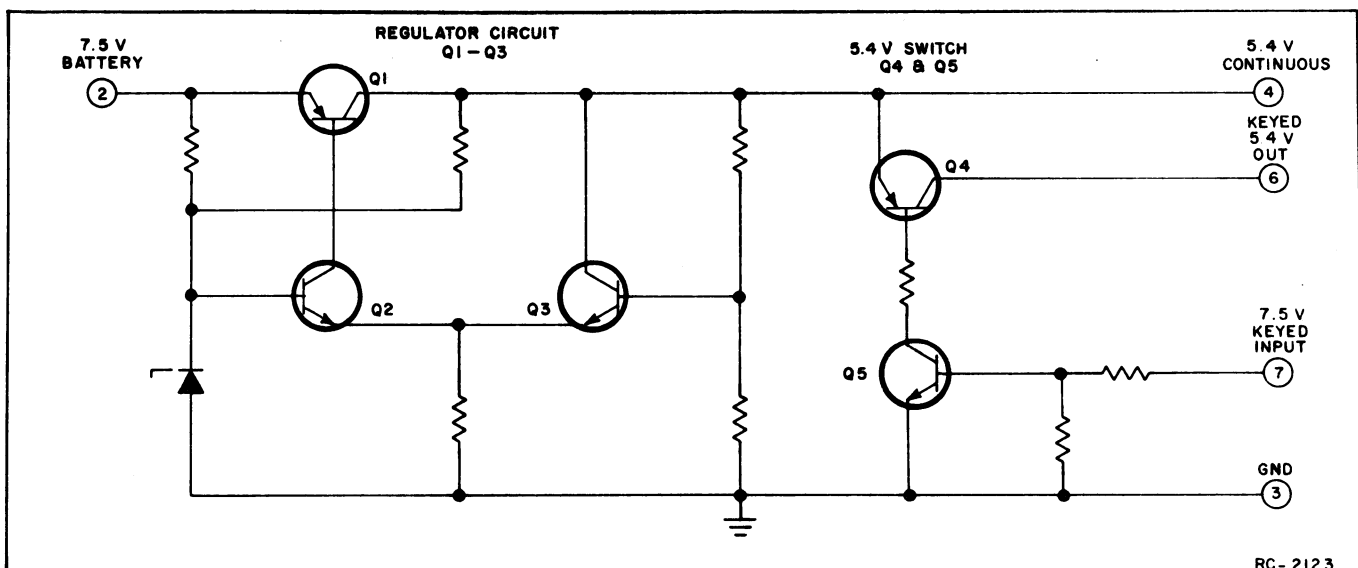 7.5 V
BATTERY
2
REGULATOR CIRCUIT
Q1 – Q3
Q1
5.4 V SWITCH
Q4 & Q5
5.4 V
CONTINUOUS
4
KEYED
5.4 V
OUT
6
Q4
Q2
Q3
Q5
7.5 V
KEYED
INPUT
7
GND
3
RC- 2123